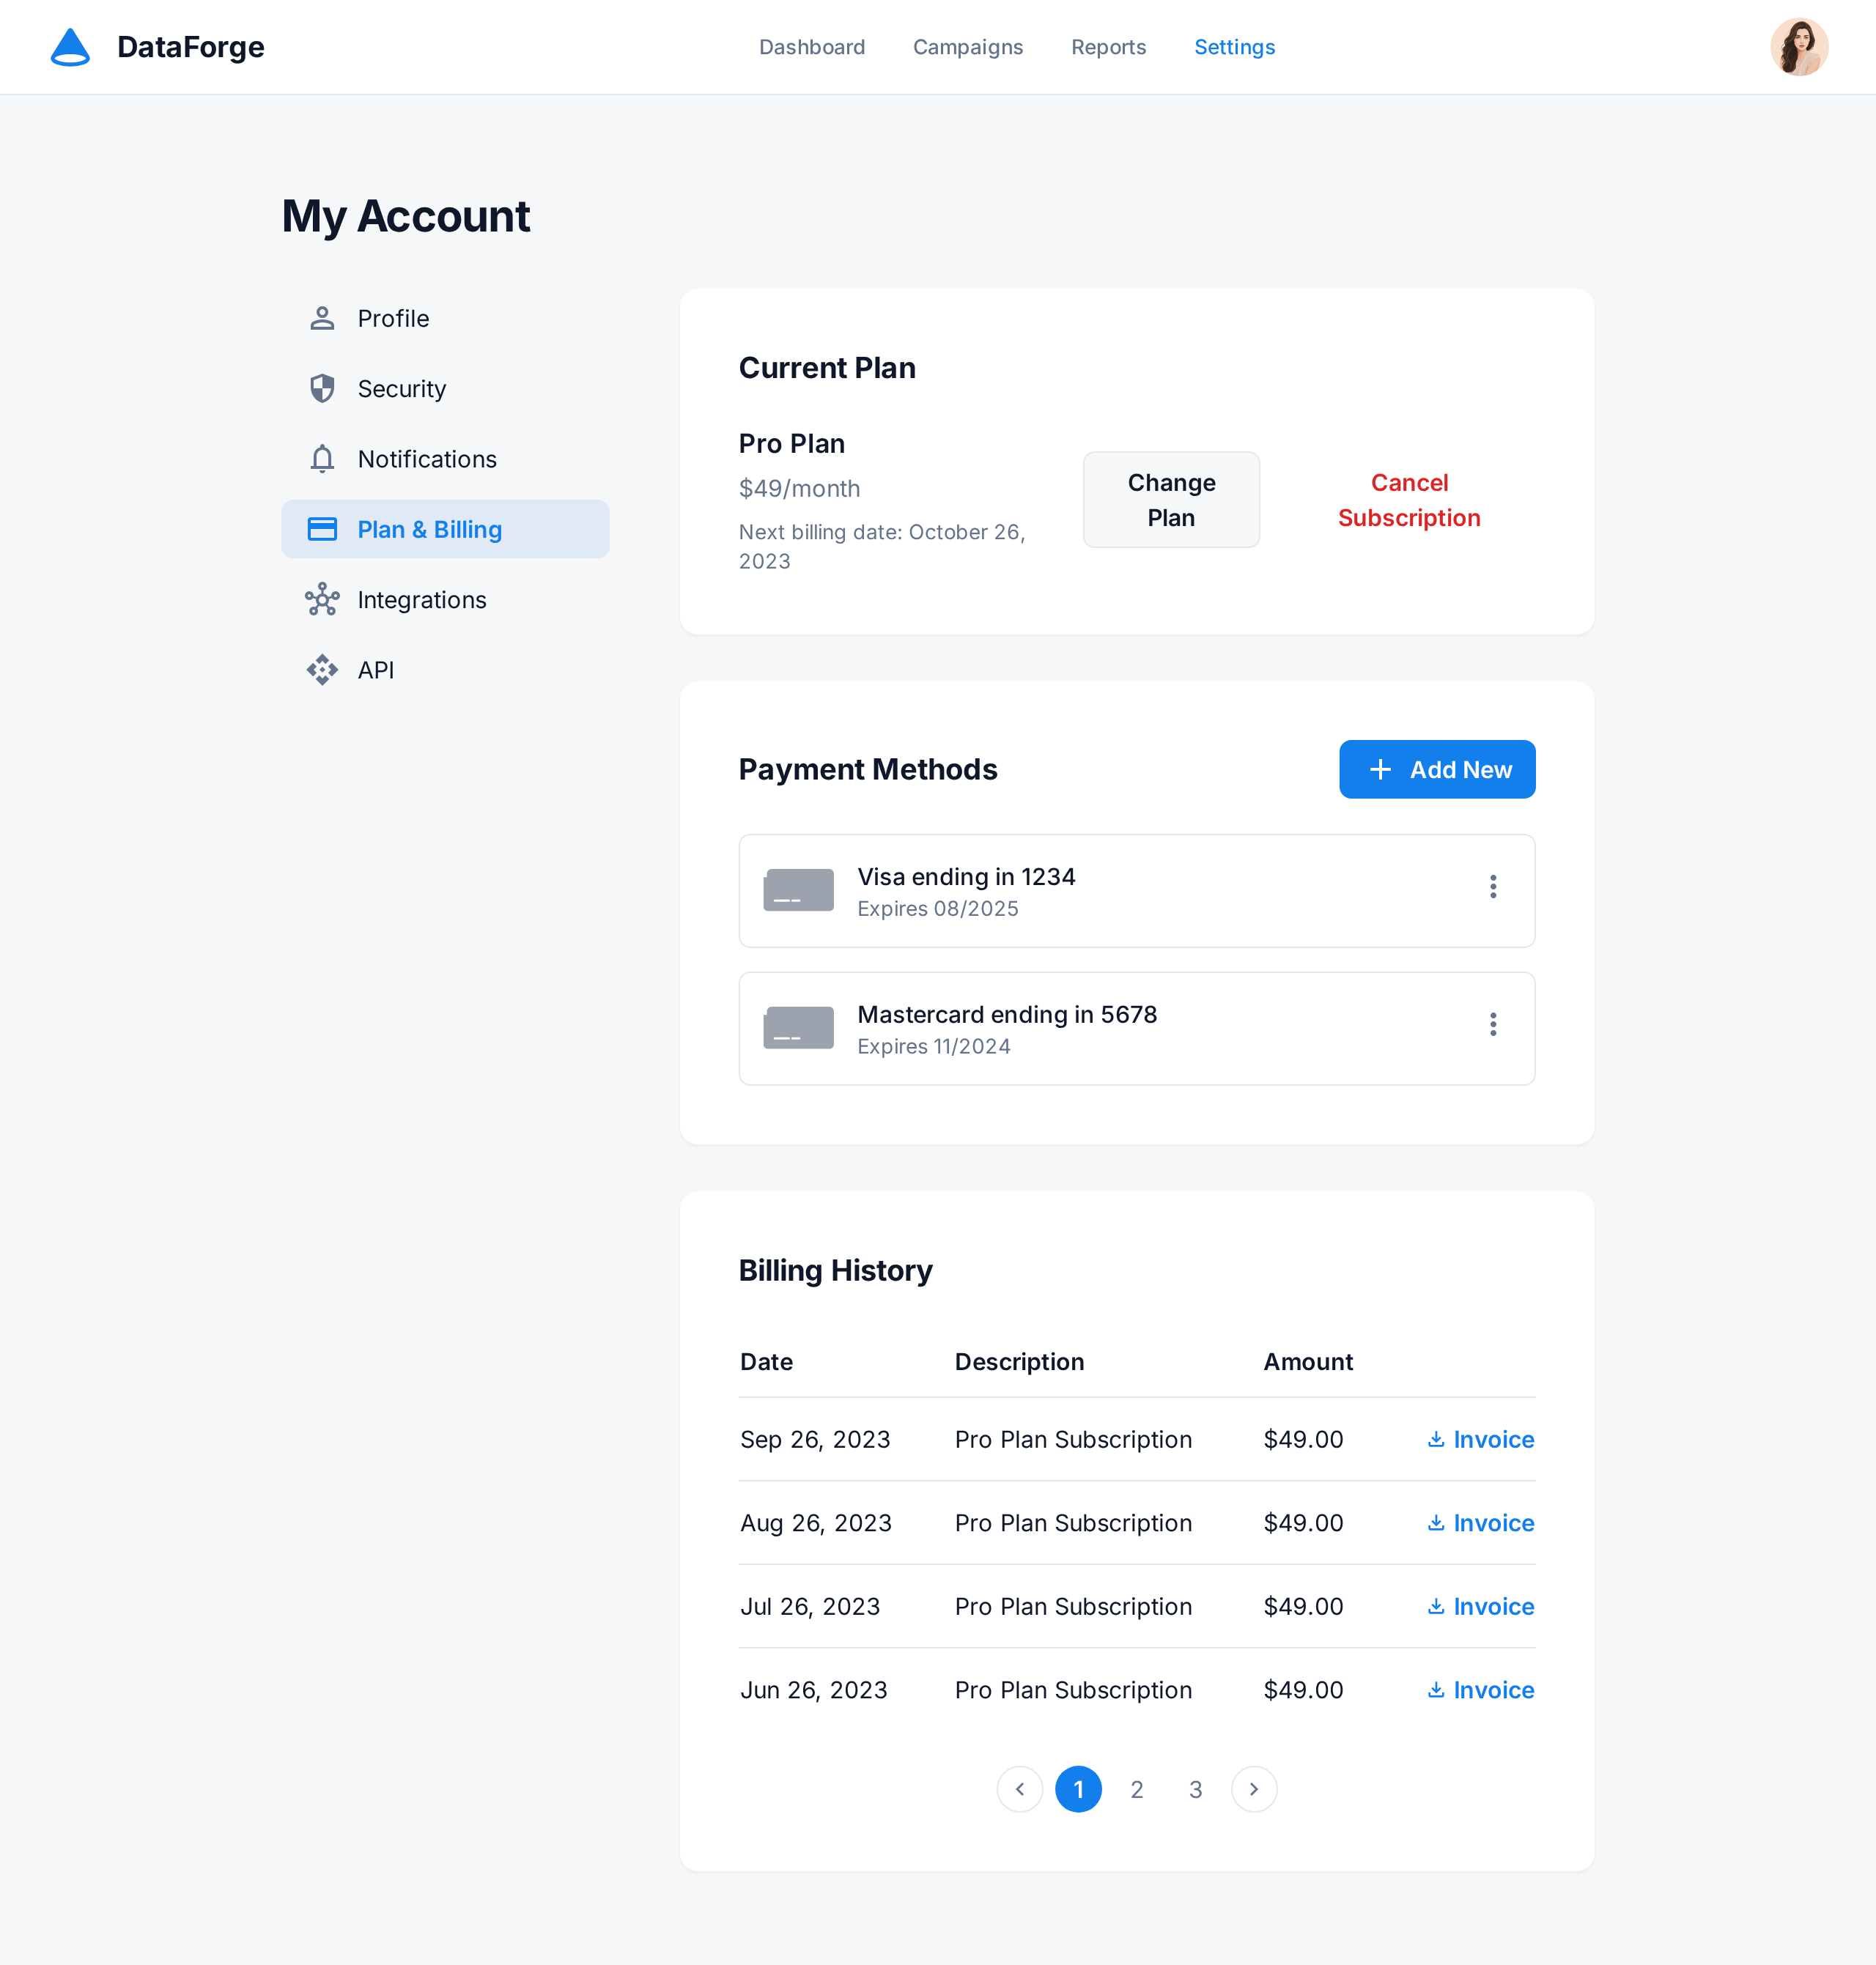 DataForge
Dashboard
Campaigns
Reports
Settings
My Account
Profile
Security
Notifications
Plan & Billing
Integrations
API
Current Plan
Pro Plan
$49/month
Next billing date: October 26,
2023
Change
Plan
Cancel
Subscription
Payment Methods
Add New
Visa ending in 1234
Expires 08/2025
Mastercard ending in 5678
Expires 11/2024
Billing History
Date Description Amount
Sep 26, 2023 Pro Plan Subscription $49.00 Invoice
Aug 26, 2023 Pro Plan Subscription $49.00 Invoice
Jul 26, 2023 Pro Plan Subscription $49.00 Invoice
Jun 26, 2023 Pro Plan Subscription $49.00 Invoice
1 2 3